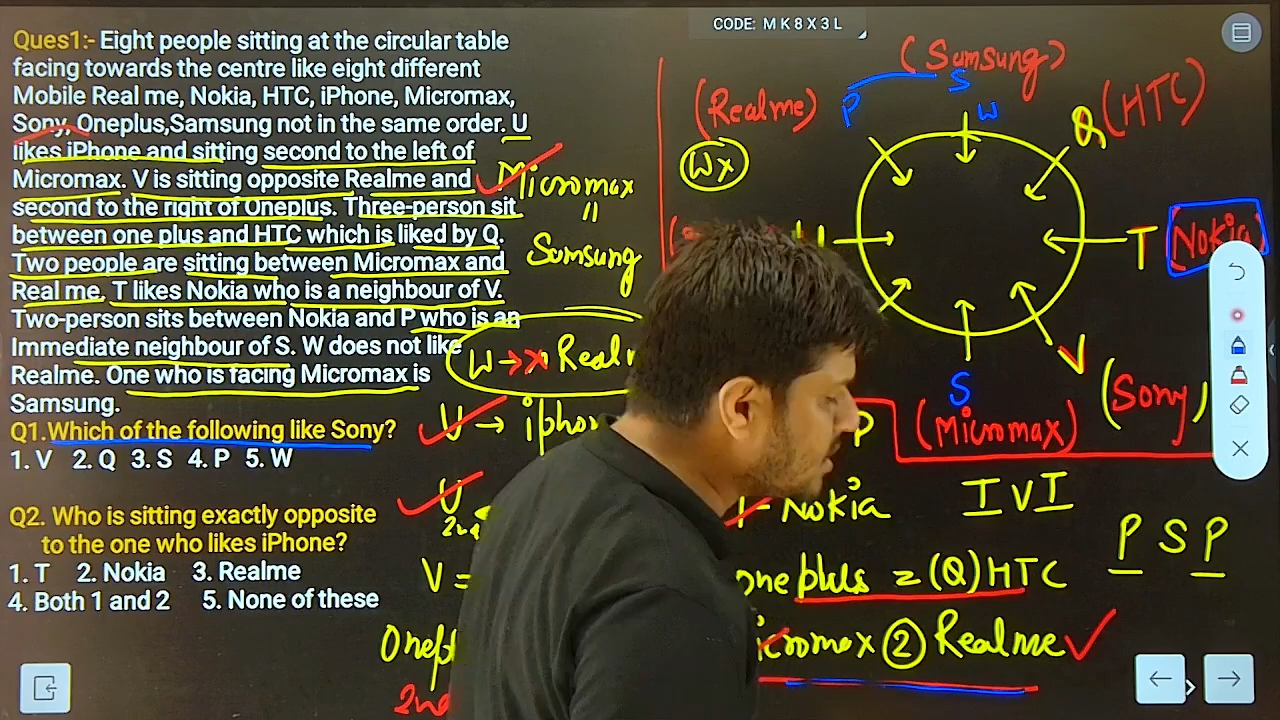 CODE: M K 8 X 3 L
Ques1:- Eight people sitting at the circular table
facing towards the centre like eight different
Mobile Real me, Nokia, HTC, iPhone, Micromax,
Sony, Oneplus,Samsung not in the same order. U
likes iPhone and sitting second to the left of
Micromax. V is sitting opposite Realme and
second to the right of Oneplus. Three-person sit
between one plus and HTC which is liked by Q.
Two people are sitting between Micromax and
Real me. T likes Nokia who is a neighbour of V.
Two-person sits between Nokia and P who is an
Immediate neighbour of S. W does not like
Realme. One who is facing Micromax is
Samsung.
Q1.Which of the following like Sony?
1. V 2. Q 3. S 4. P 5. W
Q2. Who is sitting exactly opposite
to the one who likes iPhone?
1. T 2. Nokia 3. Realme
4. Both 1 and 2 5. None of these
Micromax
=
Samsung
W → x Realm
U → iphon
U
2nd
V =
Onepl
2nd
(Samsung)
S
(Realme) P
W
Q (HTC)
Wx
U
T (Nokia)
V
S
(Sony)
(Micromax)
P
T- Nokia I V I
oneplus = (Q) HTC P S P
icromax 2 Realme